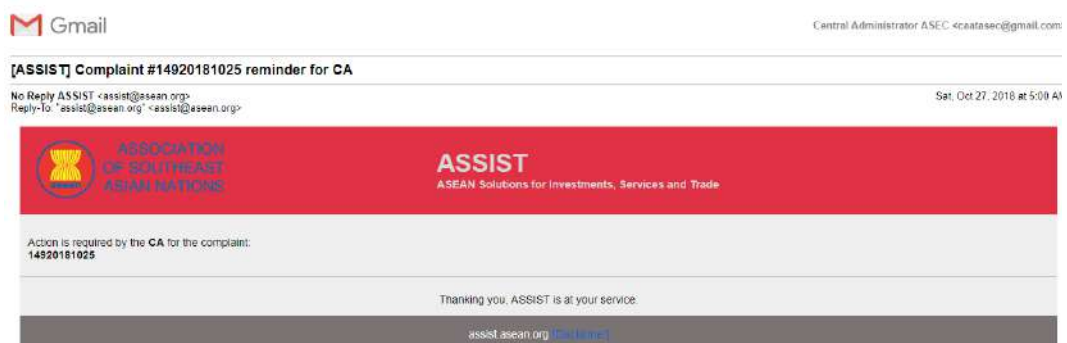 Gmail
Central Administrator ASEC <caatasec@gmail.com
[ASSIST] Complaint #14920181025 reminder for CA
No Reply ASSIST <assist@asean.org>
Sat, Oct 27, 2018 at 5:00 AM
Reply-To: "assist@asean.org" <assist@asean.org>
ASSOCIATION
OF SOUTHEAST
ASIAN NATIONS
ASSIST
ASEAN Solutions for Investments, Services and Trade
Action is required by the CA for the complaint:
14920181025
Thanking you, ASSIST is at your service.
assist.asean.org [Disclaimer]